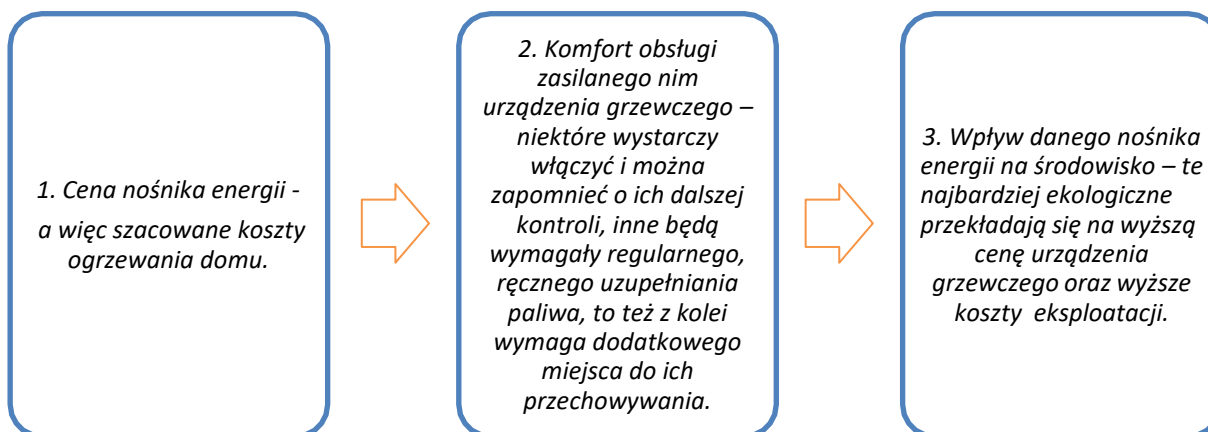 1. Cena nośnika energii -
a więc szacowane koszty
ogrzewania domu.
2. Komfort obsługi
zasilanego nim
urządzenia grzewczego –
niektóre wystarczy
włączyć i można
zapomnieć o ich dalszej
kontroli, inne będą
wymagały regularnego,
ręcznego uzupełniania
paliwa, to też z kolei
wymaga dodatkowego
miejsca do ich
przechowywania.
3. Wpływ danego nośnika
energii na środowisko – te
najbardziej ekologiczne
przekładają się na wyższą
cenę urządzenia
grzewczego oraz wyższe
koszty eksploatacji.